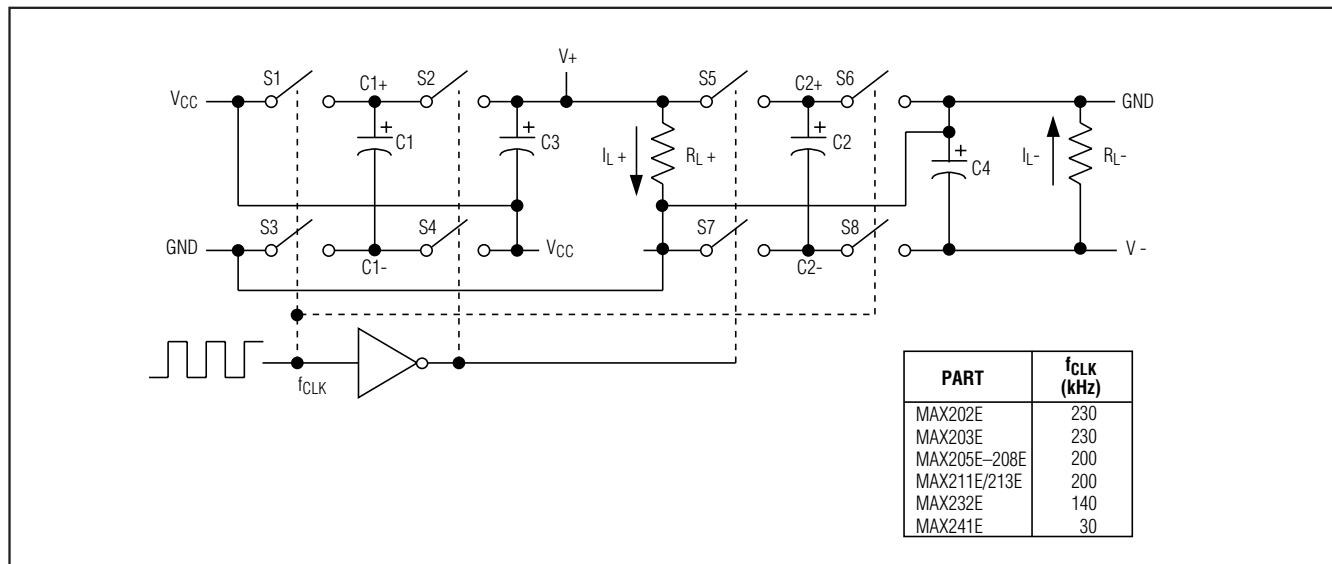 V+
S1 C1+ S2 S5 C2+ S6
VCC GND
+ + + +
C1 C3 IL + RL + C2 C4 IL- RL-
S3 S4 S7 S8
GND C1- VCC C2- V -
fCLK
PART fCLK (kHz)
MAX202E 230
MAX203E 230
MAX205E–208E 200
MAX211E/213E 200
MAX232E 140
MAX241E 30